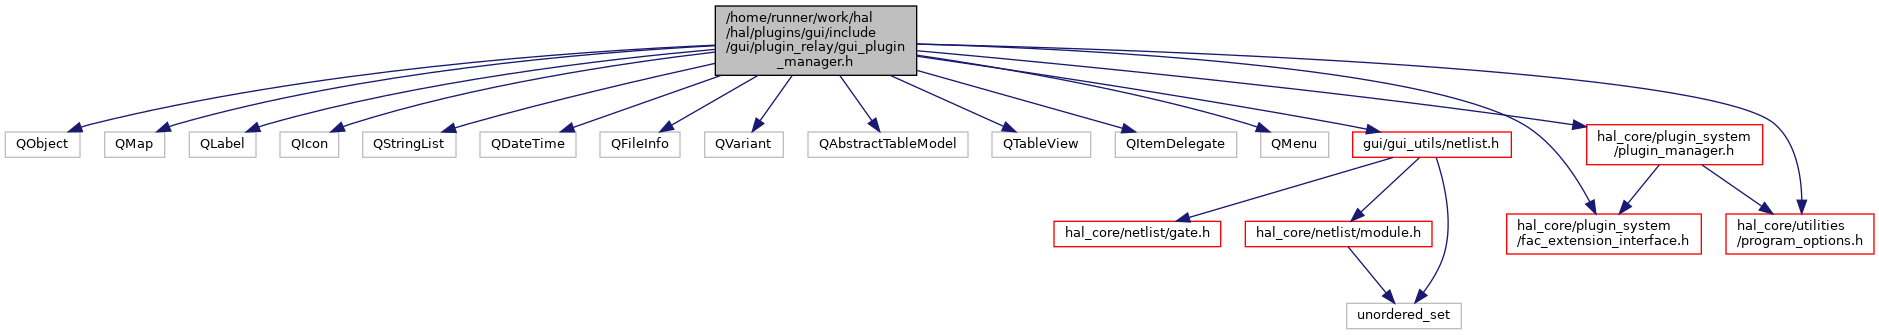 /home/runner/work/hal
/hal/plugins/gui/include
/gui/plugin_relay/gui_plugin
_manager.h
QObject
QMap
QLabel
QIcon
QStringList
QDateTime
QFileInfo
QVariant
QAbstractTableModel
QTableView
QItemDelegate
QMenu
gui/gui_utils/netlist.h
hal_core/plugin_system
/plugin_manager.h
hal_core/netlist/gate.h
hal_core/netlist/module.h
hal_core/plugin_system
/fac_extension_interface.h
hal_core/utilities
/program_options.h
unordered_set